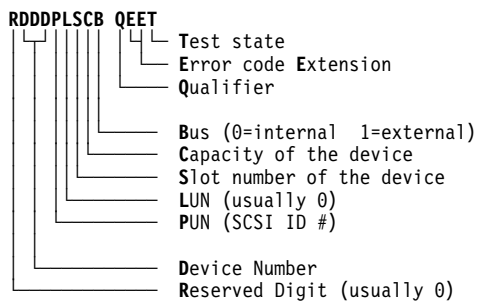 RDDDPLSCB QEET
Test state
Error code Extension
Qualifier
Bus (0=internal 1=external)
Capacity of the device
Slot number of the device
LUN (usually 0)
PUN (SCSI ID #)
Device Number
Reserved Digit (usually 0)